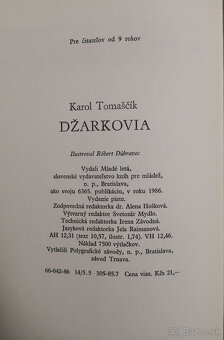 Pre čitateľov od 9 rokov
Karol Tomaščík
DŽARKOVIA
Ilustroval Róbert Dúbravec
Vydali Mladé letá,
slovenské vydavateľstvo kníh pre mládež,
n. p., Bratislava,
ako svoju 6365. publikáciu, v roku 1986.
Vydanie piate.
Zodpovedná redaktorka dr. Alena Hošková.
Výtvarný redaktor Svetozár Mydlo.
Technická redaktorka Irena Závodná.
Jazyková redaktorka Jela Raimanová.
AH 12,31 (text 10,57, ilustr. 1,74) VH 12,46.
Náklad 7500 výtlačkov.
Vytlačili Polygrafické závody, n. p., Bratislava,
závod Trnava.
66-042-86 14/5.5 305-85.7 Cena viaz. Kčs 21,—